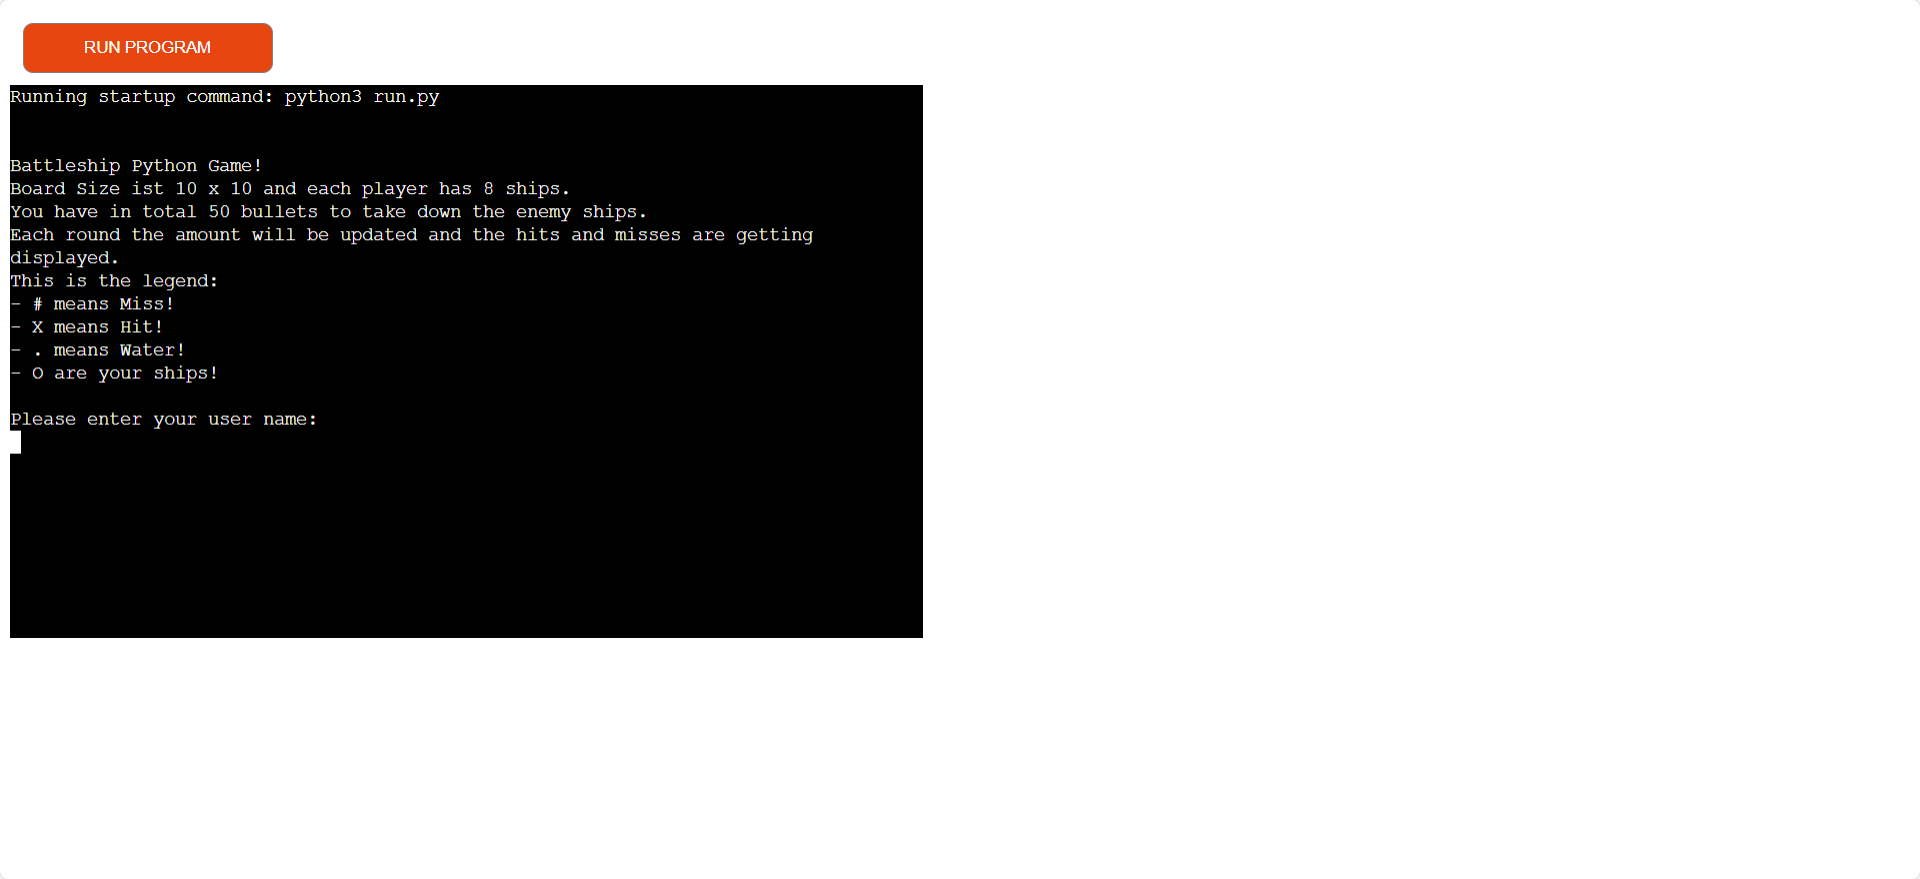 RUN PROGRAM
Running startup command: python3 run.py
Battleship Python Game!
Board Size ist 10 x 10 and each player has 8 ships.
You have in total 50 bullets to take down the enemy ships.
Each round the amount will be updated and the hits and misses are getting
displayed.
This is the legend:
- # means Miss!
- X means Hit!
- . means Water!
- O are your ships!
Please enter your user name: